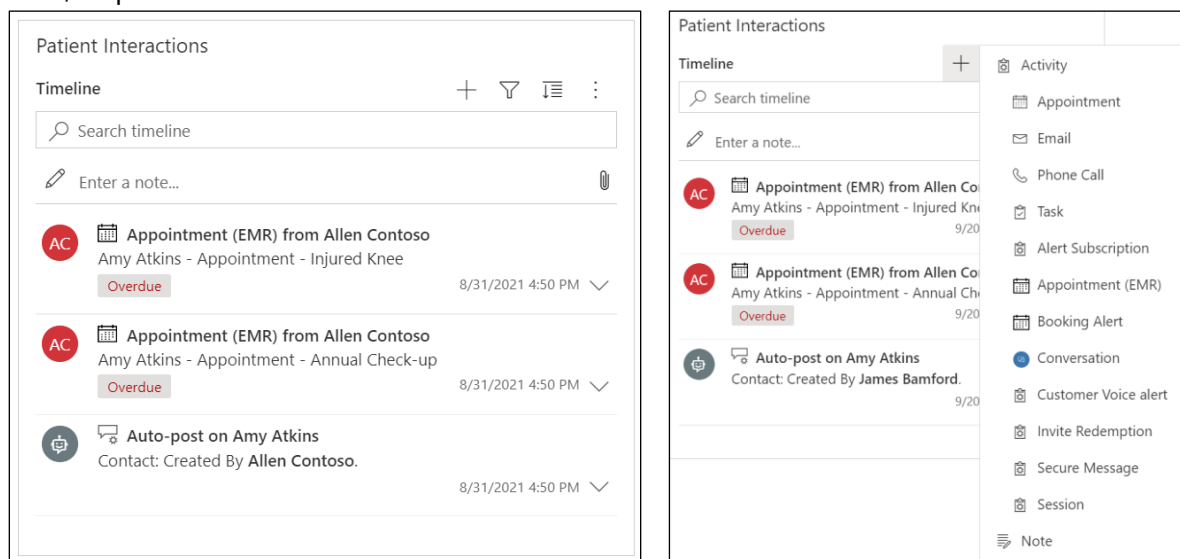 Patient Interactions
Timeline
Search timeline
Enter a note...
AC
Appointment (EMR) from Allen Contoso
Amy Atkins - Appointment - Injured Knee
Overdue
8/31/2021 4:50 PM
AC
Appointment (EMR) from Allen Contoso
Amy Atkins - Appointment - Annual Check-up
Overdue
8/31/2021 4:50 PM
Auto-post on Amy Atkins
Contact: Created By Allen Contoso.
8/31/2021 4:50 PM
Patient Interactions
Timeline
Search timeline
Enter a note...
AC
Appointment (EMR) from Allen Co
Amy Atkins - Appointment - Injured Kn
Overdue
9/20
AC
Appointment (EMR) from Allen Co
Amy Atkins - Appointment - Annual Ch
Overdue
9/20
Auto-post on Amy Atkins
Contact: Created By James Bamford.
9/20
Activity
Appointment
Email
Phone Call
Task
Alert Subscription
Appointment (EMR)
Booking Alert
Conversation
Customer Voice alert
Invite Redemption
Secure Message
Session
Note